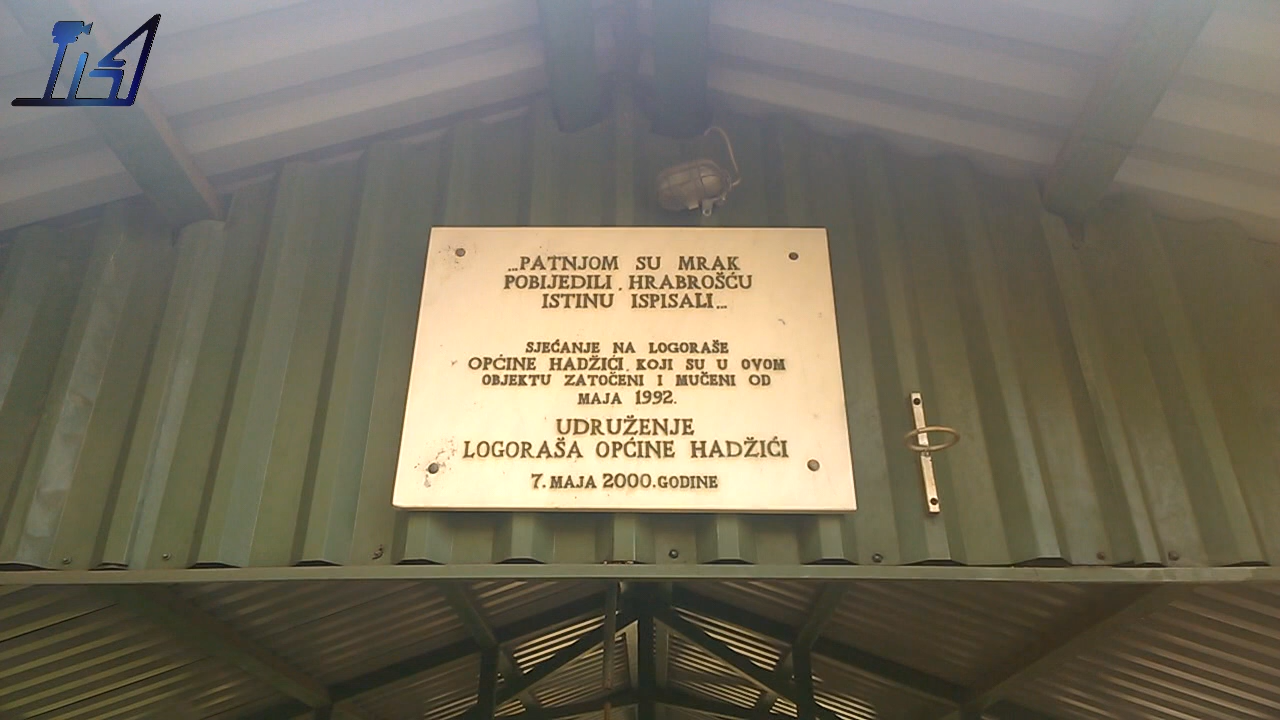 ...PATNJOM SU MRAK
POBIJEDILI, HRABROŠĆU
ISTINU ISPISALI...
SJEĆANJE NA LOGORAŠE
OPĆINE HADŽIĆI, KOJI SU U OVOM
OBJEKTU ZATOČENI I MUČENI OD
MAJA 1992.
UDRUŽENJE
LOGORAŠA OPĆINE HADŽIĆI
7. MAJA 2000. GODINE